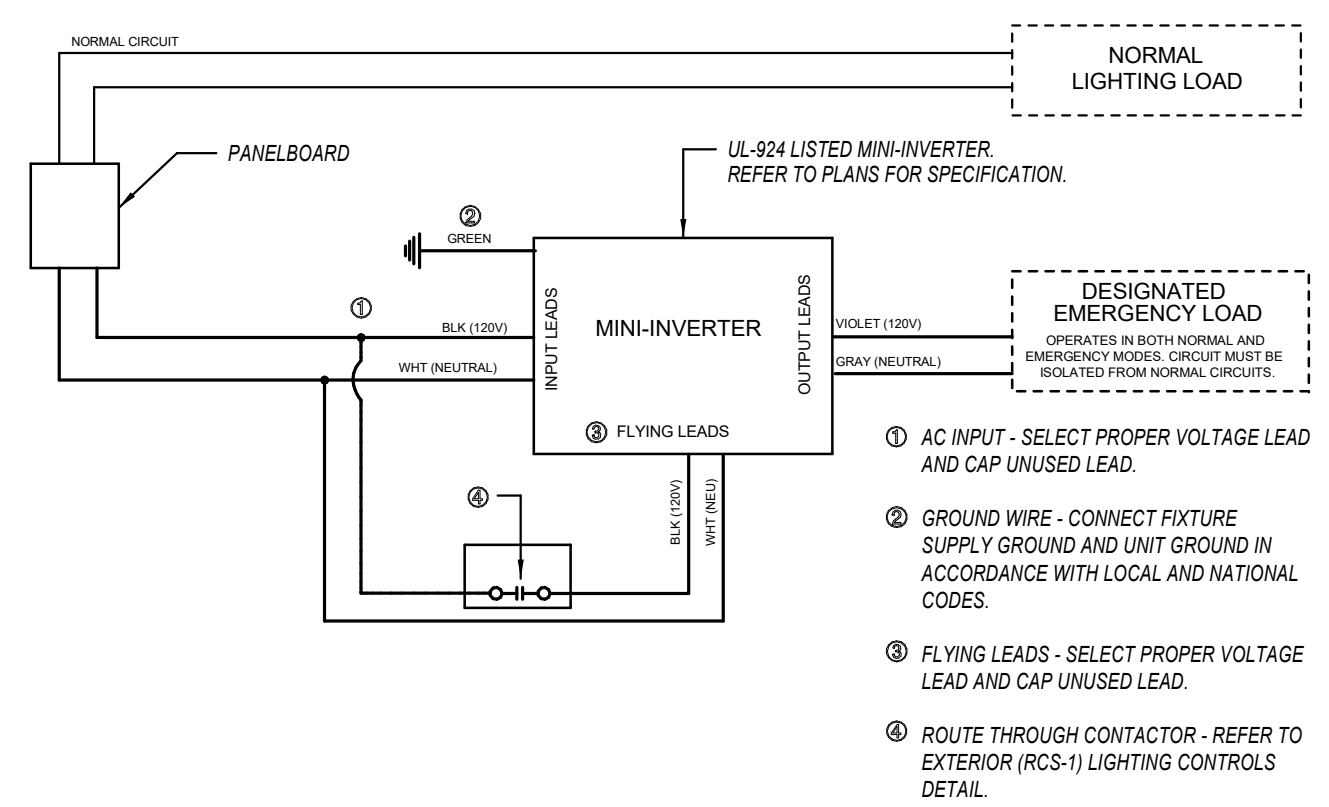 NORMAL CIRCUIT
NORMAL
LIGHTING LOAD
PANELBOARD
UL-924 LISTED MINI-INVERTER.
REFER TO PLANS FOR SPECIFICATION.
②
GREEN
①
BLK (120V)
WHT (NEUTRAL)
INPUT LEADS
MINI-INVERTER
OUTPUT LEADS
③ FLYING LEADS
VIOLET (120V)
GRAY (NEUTRAL)
DESIGNATED
EMERGENCY LOAD
OPERATES IN BOTH NORMAL AND
EMERGENCY MODES. CIRCUIT MUST BE
ISOLATED FROM NORMAL CIRCUITS.
BLK (120V)
WHT (NEU)
④
① AC INPUT - SELECT PROPER VOLTAGE LEAD
AND CAP UNUSED LEAD.
② GROUND WIRE - CONNECT FIXTURE
SUPPLY GROUND AND UNIT GROUND IN
ACCORDANCE WITH LOCAL AND NATIONAL
CODES.
③ FLYING LEADS - SELECT PROPER VOLTAGE
LEAD AND CAP UNUSED LEAD.
④ ROUTE THROUGH CONTACTOR - REFER TO
EXTERIOR (RCS-1) LIGHTING CONTROLS
DETAIL.